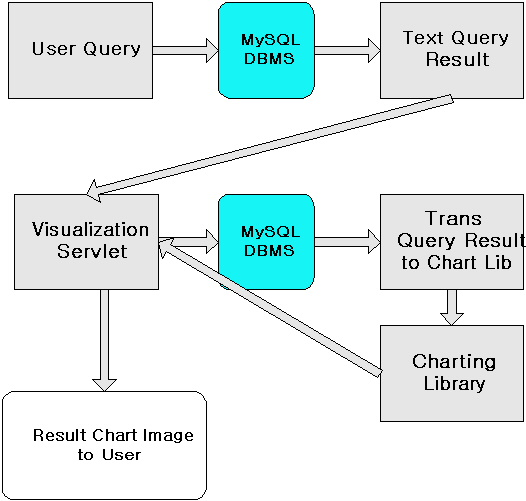 User Query
MySQL
DBMS
Text Query
Result
Visualization
Servlet
MySQL
DBMS
Trans
Query Result
to Chart Lib
Charting
Library
Result Chart Image
to User